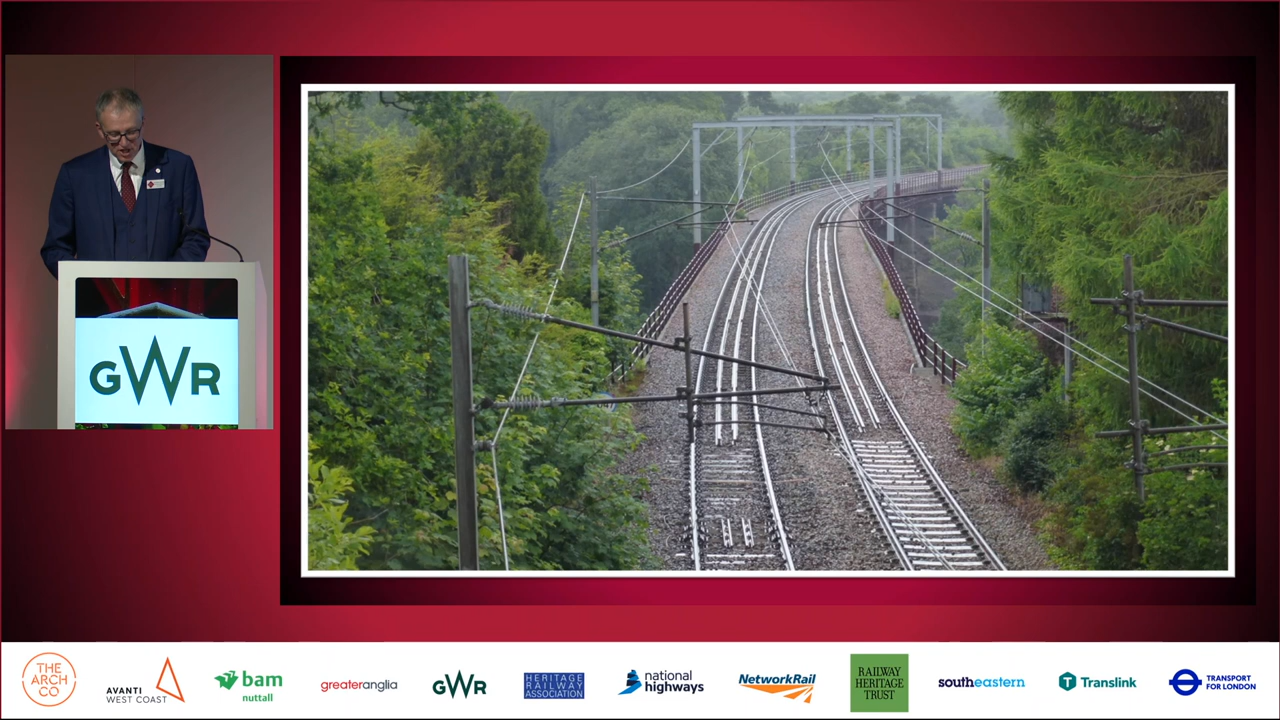 GWR
THE
ARCH
CO
AVANTI
WEST COAST
bam
nuttall
greateranglia
GWR
HERITAGE
RAILWAY
ASSOCIATION
national
highways
NetworkRail
RAILWAY
HERITAGE
TRUST
southeastern
Translink
TRANSPORT
FOR LONDON